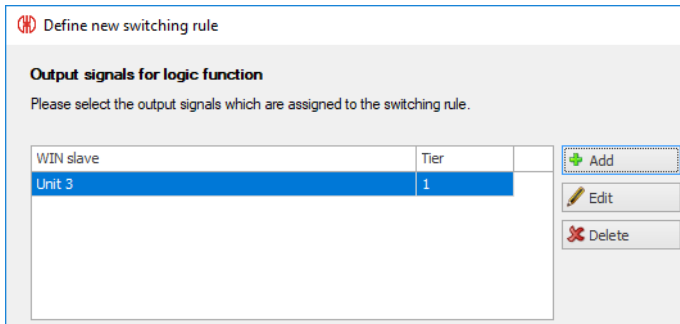 Define new switching rule
Output signals for logic function
Please select the output signals which are assigned to the switching rule.
WIN slave Tier
Unit 3 1
Add
Edit
Delete